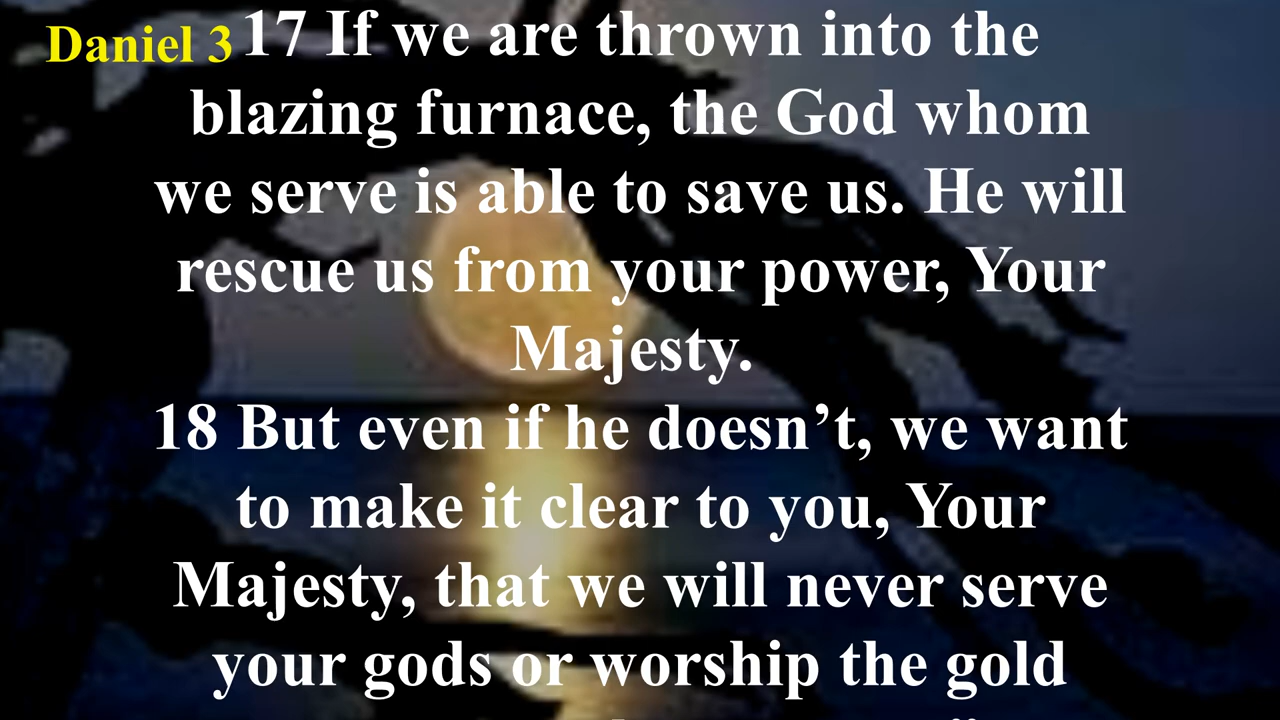 Daniel 3 17 If we are thrown into the
blazing furnace, the God whom
we serve is able to save us. He will
rescue us from your power, Your
Majesty.
18 But even if he doesn’t, we want
to make it clear to you, Your
Majesty, that we will never serve
your gods or worship the gold